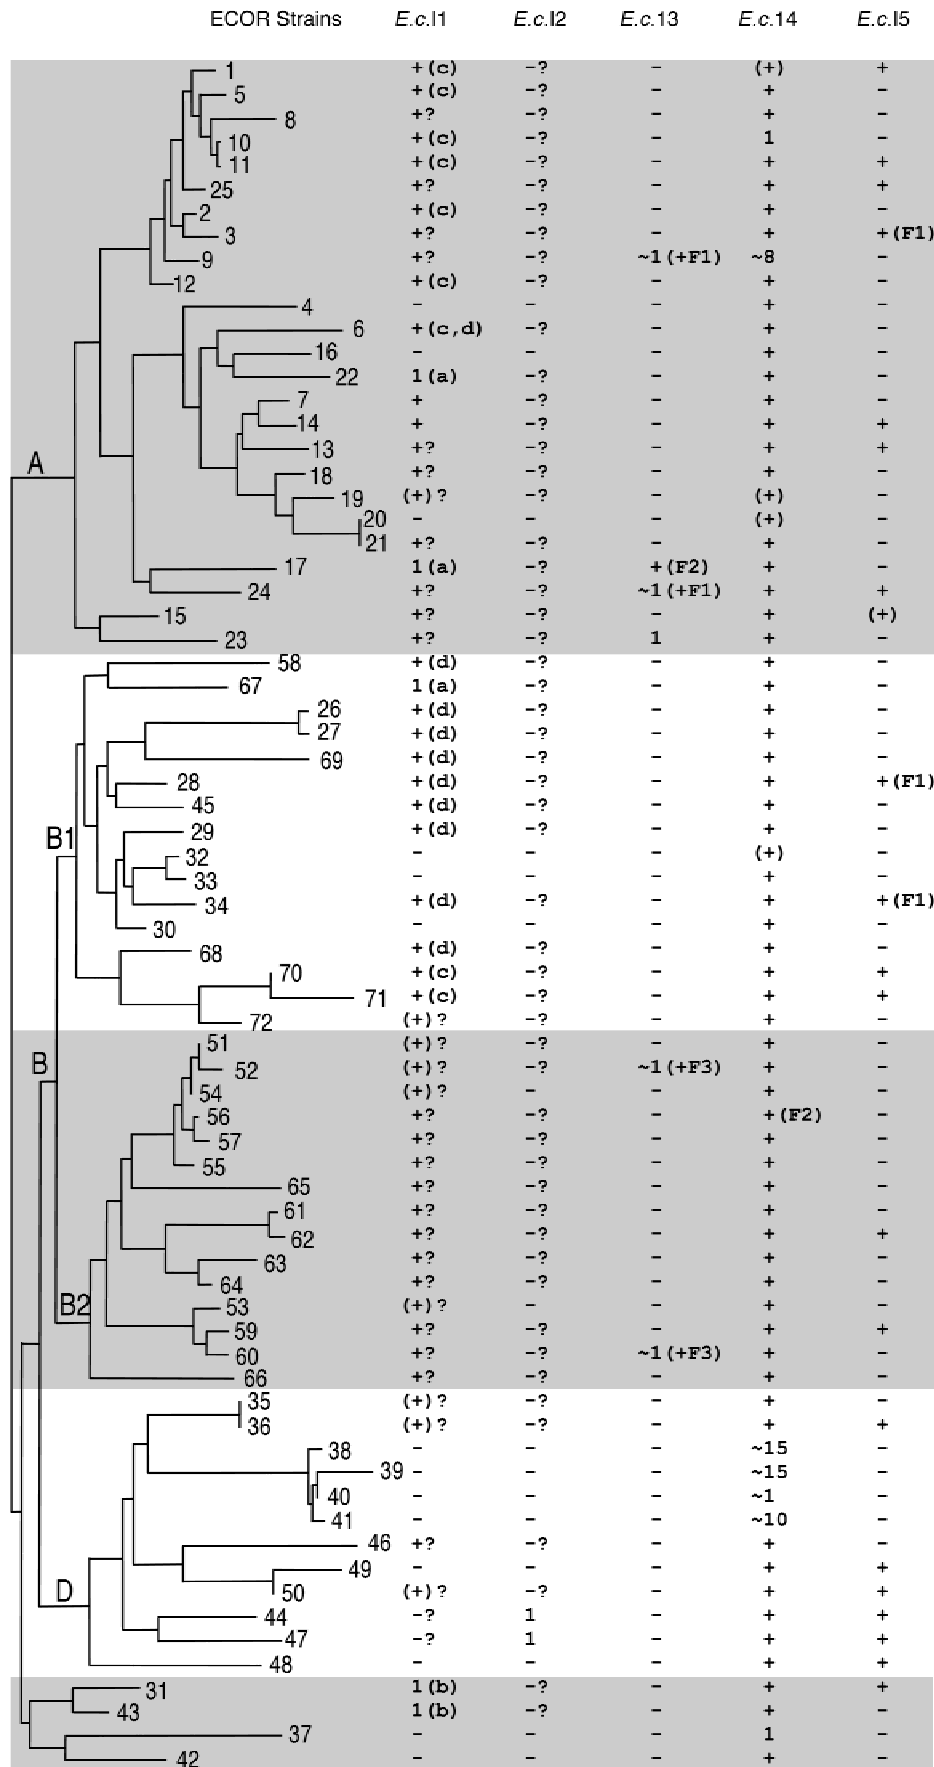 ECOR Strains E.c.I1 E.c.I2 E.c.13 E.c.14 E.c.I5
1 +(c) -? - (+) +
5 +(c) -? - + -
8 +? -? - + -
10 +(c) -? - 1 -
11 +(c) -? - + +
25 +? -? - + +
2 +(c) -? - + -
3 +? -? - + +(F1)
9 +? -? ~1(+F1) ~8 -
12 +(c) -? - + -
4 - - - + -
6 +(c,d) -? - + -
16 - - - + -
22 1(a) -? - + -
7 + -? - + -
14 + -? - + +
13 +? -? - + +
A
18 +? -? - + -
19 (+)? -? - (+) -
20 - - - (+) -
21 +? -? - + -
17 1(a) -? +(F2) + -
24 +? -? ~1(+F1) + +
15 +? -? - + (+)
23 +? -? 1 + -
58 +(d) -? - + -
67 1(a) -? - + -
26 +(d) -? - + -
27 +(d) -? - + -
69 +(d) -? - + -
28 +(d) -? - + +(F1)
45 +(d) -? - + -
B1 29 +(d) -? - + -
32 - - - (+) -
33 - - - + -
34 +(d) -? - + +(F1)
30 - - - + -
68 +(d) -? - + -
70 +(c) -? - + +
71 +(c) -? - + +
72 (+)? -? - + -
51 (+)? -? - + -
B 52 (+)? -? ~1(+F3) + -
54 (+)? - - + -
56 +? -? - +(F2) -
57 +? -? - + -
55 +? -? - + -
65 +? -? - + -
61 +? -? - + -
62 +? -? - + +
63 +? -? - + -
64 +? -? - + -
B2 53 (+)? - - + -
59 +? -? - + +
60 +? -? ~1(+F3) + -
66 +? -? - + -
35 (+)? -? - + -
36 (+)? -? - + +
38 - - - ~15 -
39 - - - ~15 -
40 - - - ~1 -
41 - - - ~10 -
46 +? -? - + -
49 - - - + +
D 50 (+)? -? - + +
44 -? 1 - + +
47 -? 1 - + +
48 - - - + +
31 1(b) -? - + +
43 1(b) -? - + -
37 - - - 1 -
42 - - - + -